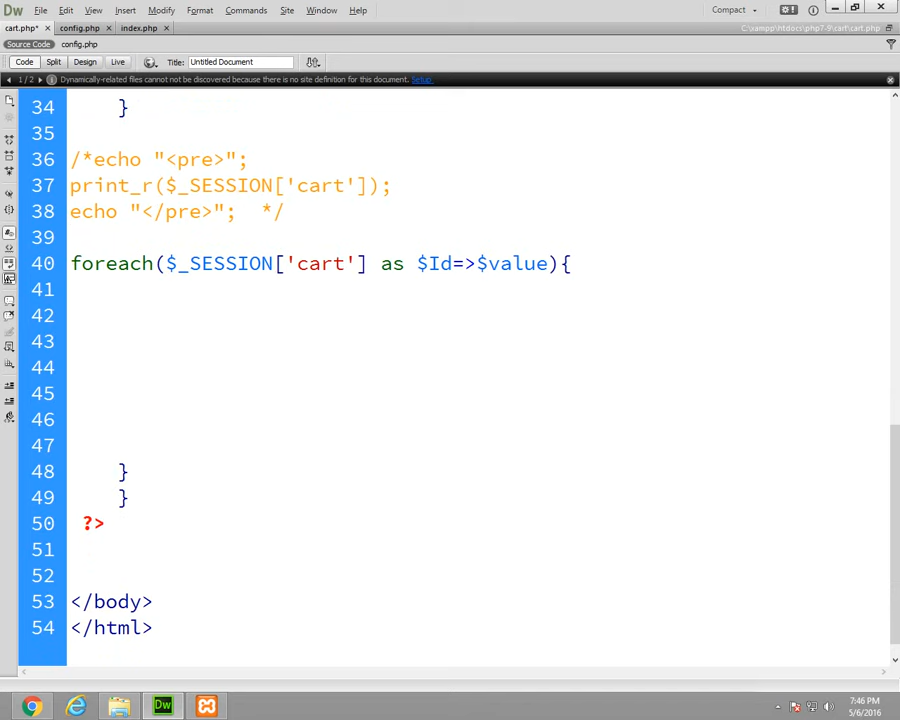 Dw File Edit View Insert Modify Format Commands Site Window Help Compact
cart.php* × config.php × index.php × C:\xampp\htdocs\php7-9\cart\cart.php
Source Code config.php
Code Split Design Live Title: Untitled Document
1 / 2 Dynamically-related files cannot not be discovered because there is no site definition for this document. Setup
34 }
35
36 /*echo "<pre>";
37 print_r($_SESSION['cart']);
38 echo "</pre>"; */
39
40 foreach($_SESSION['cart'] as $Id=>$value){
41
42
43
44
45
46
47
48 }
49 }
50 ?>
51
52
53 </body>
54 </html>
Dw
7:46 PM
5/6/2016